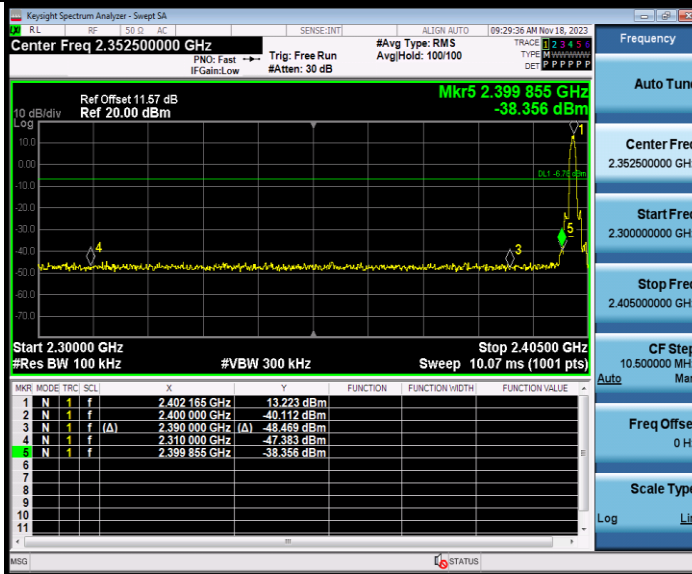 Keysight Spectrum Analyzer - Swept SA
RL RF 50 Ω AC SENSE:INT ALIGN AUTO 09:29:36 AM Nov 18, 2023
Center Freq 2.352500000 GHz
PNO: Fast
IFGain:Low
Trig: Free Run
#Atten: 30 dB
#Avg Type: RMS
Avg|Hold: 100/100
TRACE 1 2 3 4 5 6
TYPE M WWWWW
DET P P P P P P
Ref Offset 11.57 dB
10 dB/div Ref 20.00 dBm
Log
Mkr5 2.399 855 GHz
-38.356 dBm
10.0
0.00
-10.0
-20.0
-30.0
-40.0
-50.0
-60.0
-70.0
1
DL1 -6.78 dBm
5
4
3
Start 2.30000 GHz Stop 2.40500 GHz
#Res BW 100 kHz #VBW 300 kHz Sweep 10.07 ms (1001 pts)
MKR MODE TRC SCL X Y FUNCTION FUNCTION WIDTH FUNCTION VALUE
1 N 1 f 2.402 165 GHz 13.223 dBm
2 N 1 f 2.400 000 GHz -40.112 dBm
3 N 1 f (Δ) 2.390 000 GHz (Δ) -48.469 dBm
4 N 1 f 2.310 000 GHz -47.383 dBm
5 N 1 f 2.399 855 GHz -38.356 dBm
6
7
8
9
10
11
MSG STATUS
Frequency
Auto Tune
Center Freq
2.352500000 GHz
Start Freq
2.300000000 GHz
Stop Freq
2.405000000 GHz
CF Step
10.500000 MHz
Auto Man
Freq Offset
0 Hz
Scale Type
Log Lin